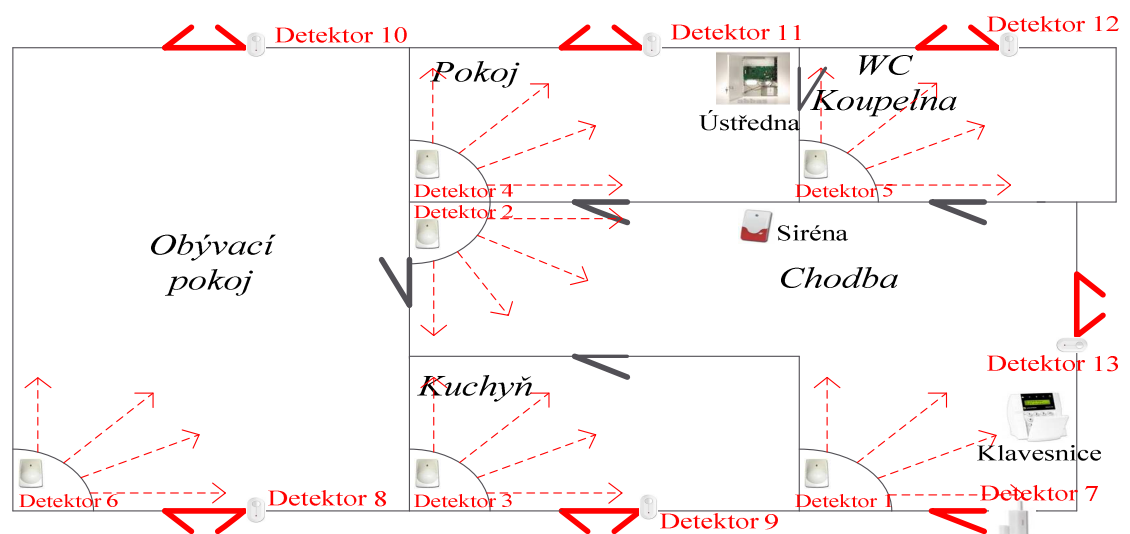 Detektor 10
Detektor 11
Detektor 12
Pokoj
WC
Koupelna
Ústředna
Detektor 4
Detektor 5
Detektor 2
Siréna
Obývací
pokoj
Chodba
Detektor 13
Kuchyň
Klavesnice
Detektor 6
Detektor 8
Detektor 3
Detektor 9
Detektor 1
Detektor 7